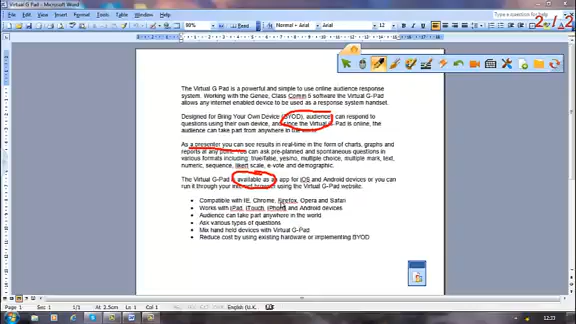 Virtual G Pad - Microsoft Word
File Edit View Insert Format Tools Table Window Help
2 / 2
99% Read Normal + Arial Arial 12
The Virtual G Pad is a powerful and simple to use online audience response
system. Working with the Genee, Class Comm 5 software the Virtual G-Pad
allows any internet enabled device to be used as a response system handset.
Designed for Bring Your Own Device (BYOD), audience can respond to
questions using their own device, and since the Virtual G-Pad is online, the
audience can take part from anywhere in the world.
As a presenter you can see results in real-time in the form of charts, graphs and
reports at any point. You can ask pre-planned and spontaneous questions in
various formats including: true/false, yes/no, multiple choice, multiple mark, text,
numeric, sequence, likert scale, e-vote and demographic.
The Virtual G-Pad is available as an app for iOS and Android devices or you can
run it through your internet browser using the Virtual G-Pad website.
• Compatible with IE, Chrome, Firefox, Opera and Safari
• Works with iPad, iTouch, iPhone and Android devices
• Audience can take part anywhere in the world
• Ask various types of questions
• Mix hand held devices with Virtual G-Pad
• Reduce cost by using existing hardware or implementing BYOD
Page 1 Sec 1 1/1 At 2.5cm Ln 1 Col 1 English (U.K.
12:33